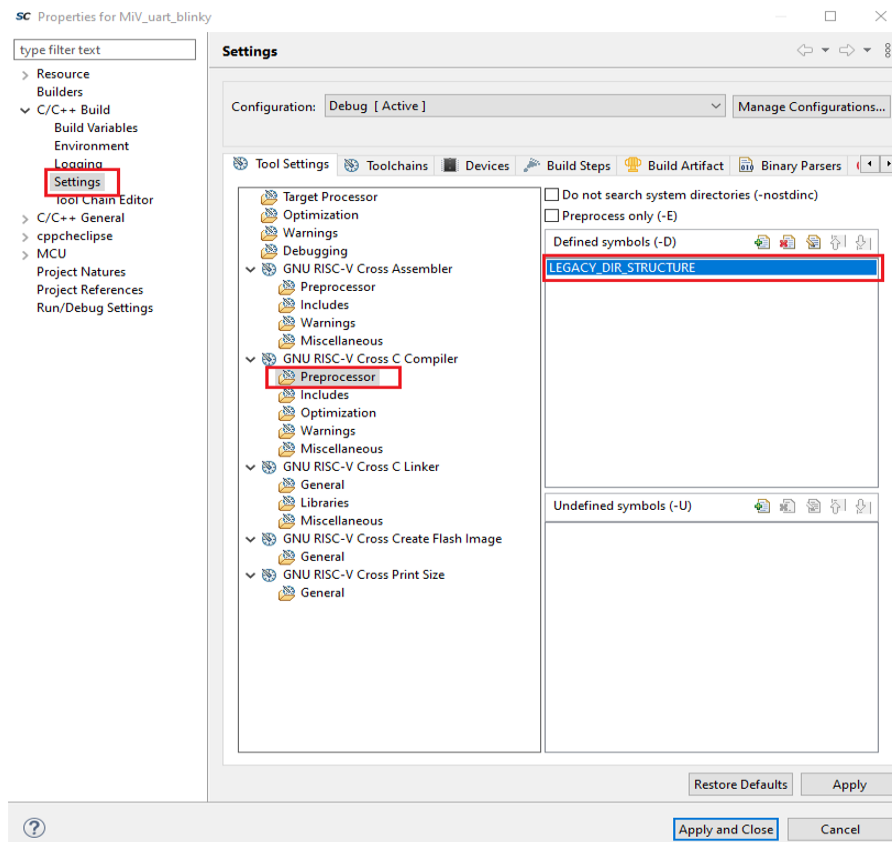 SC Properties for MiV_uart_blinky
type filter text
Resource
Builders
C/C++ Build
Build Variables
Environment
Logging
Settings
Tool Chain Editor
C/C++ General
cppcheclipse
MCU
Project Natures
Project References
Run/Debug Settings
Settings
Configuration: Debug [ Active ] Manage Configurations...
Tool Settings Toolchains Devices Build Steps Build Artifact Binary Parsers
Target Processor
Optimization
Warnings
Debugging
GNU RISC-V Cross Assembler
Preprocessor
Includes
Warnings
Miscellaneous
GNU RISC-V Cross C Compiler
Preprocessor
Includes
Optimization
Warnings
Miscellaneous
GNU RISC-V Cross C Linker
General
Libraries
Miscellaneous
GNU RISC-V Cross Create Flash Image
General
GNU RISC-V Cross Print Size
General
Do not search system directories (-nostdinc)
Preprocess only (-E)
Defined symbols (-D)
LEGACY_DIR_STRUCTURE
Undefined symbols (-U)
Restore Defaults Apply
? Apply and Close Cancel